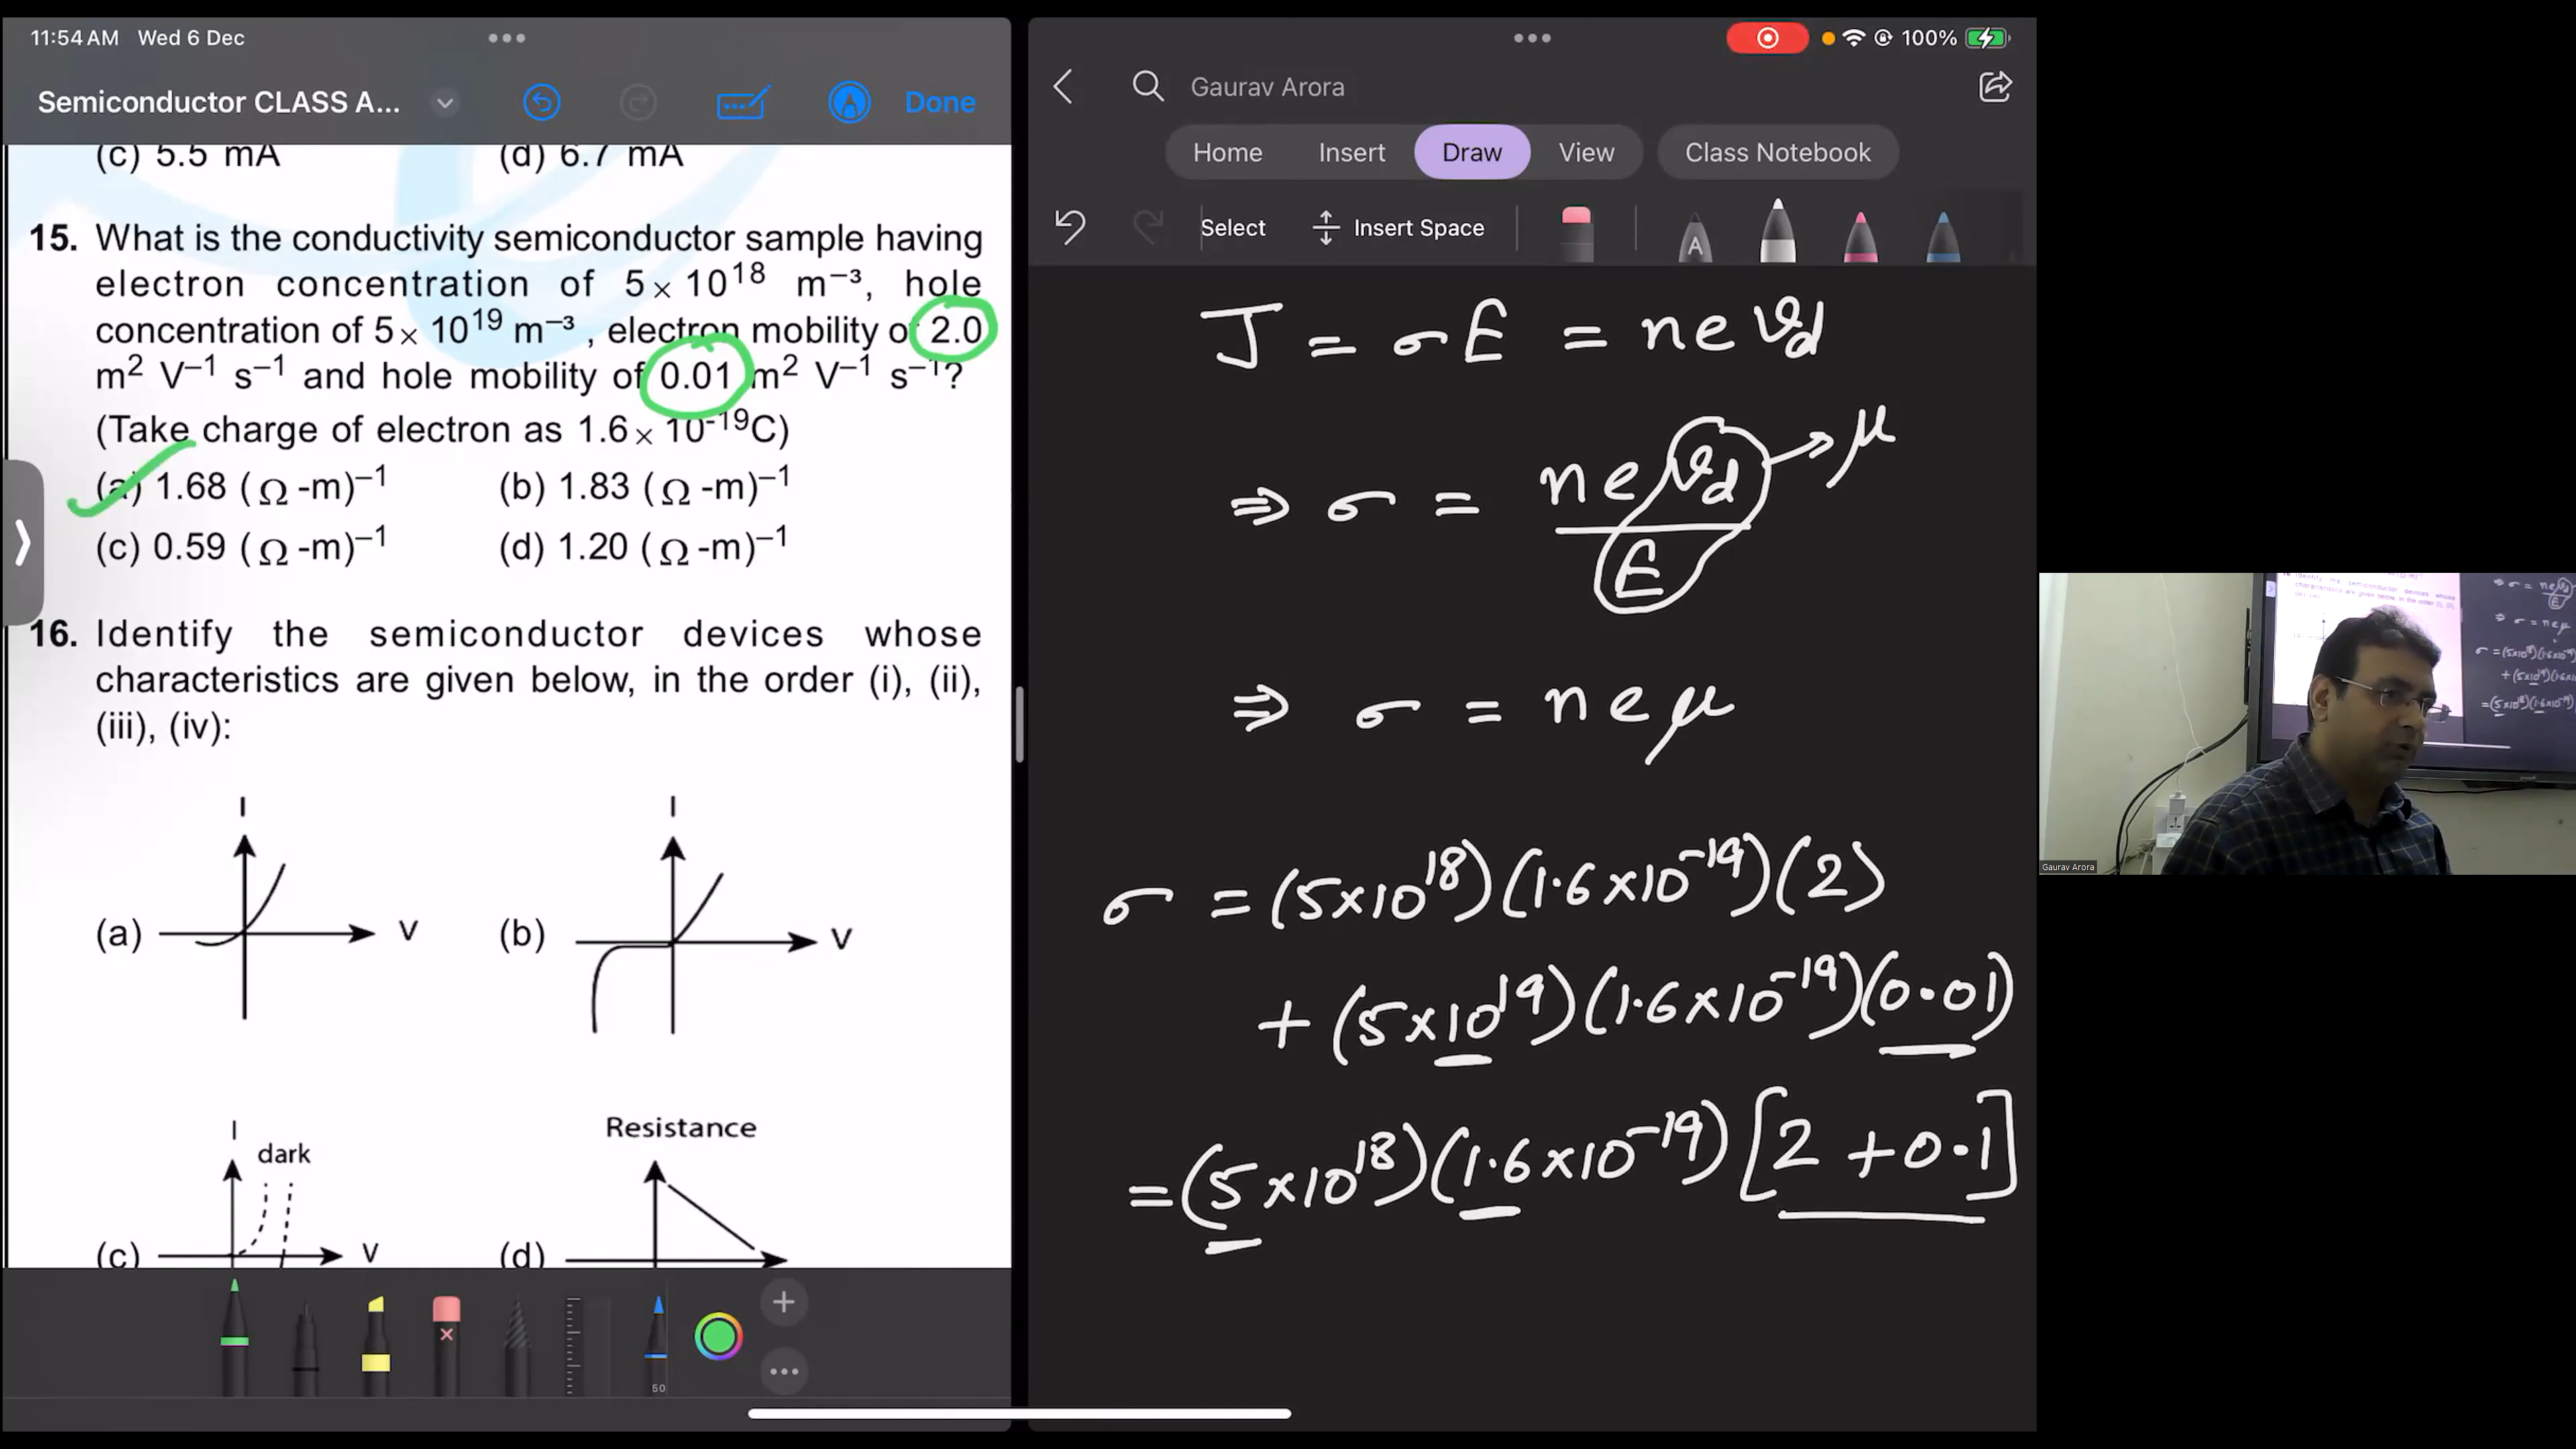 11:54 AM Wed 6 Dec
Semiconductor CLASS A...
Done
(c) 5.5 mA (d) 6.7 mA
15. What is the conductivity semiconductor sample having
electron concentration of 5 × 10¹⁸ m⁻³, hole
concentration of 5 × 10¹⁹ m⁻³ , electron mobility of 2.0
m² V⁻¹ s⁻¹ and hole mobility of 0.01 m² V⁻¹ s⁻¹?
(Take charge of electron as 1.6 × 10⁻¹⁹C)
(a) 1.68 (Ω -m)⁻¹ (b) 1.83 (Ω -m)⁻¹
(c) 0.59 (Ω -m)⁻¹ (d) 1.20 (Ω -m)⁻¹
16. Identify the semiconductor devices whose
characteristics are given below, in the order (i), (ii),
(iii), (iv):
I I
(a) V (b) V
Resistance
I
dark
(c) V (d)
50
100%
Gaurav Arora
Home Insert Draw View Class Notebook
Select Insert Space
A
J = σE = neϑd
⇒ σ = neϑd/E → μ
⇒ σ = neμ
σ = (5×10¹⁸)(1.6×10⁻¹⁹)(2)
+ (5×10¹⁹)(1.6×10⁻¹⁹)(0.01)
= (5×10¹⁸)(1.6×10⁻¹⁹)[2+0.1]
Gaurav Arora